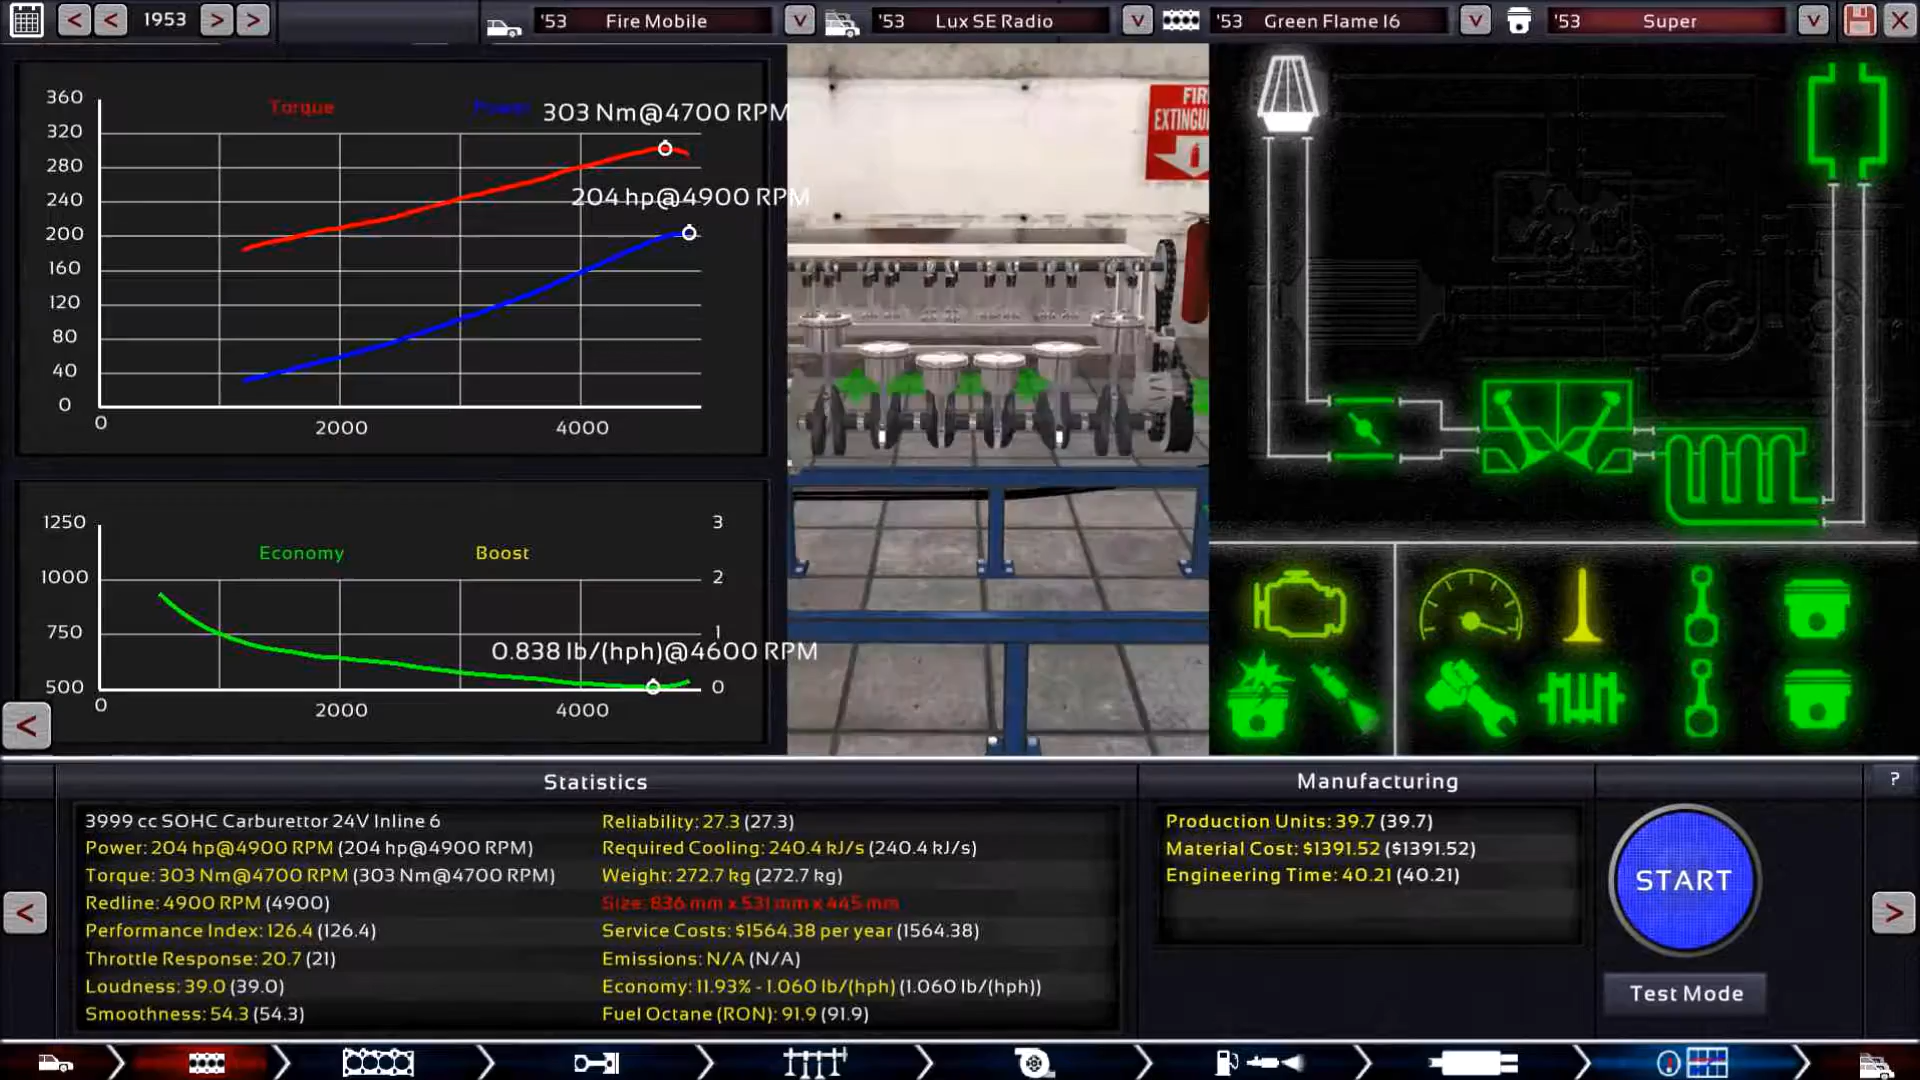 1953
'53 Fire Mobile
'53 Lux SE Radio
'53 Green Flame I6
'53 Super
Torque
Power
303 Nm@4700 RPM
204 hp@4900 RPM
360
320
280
240
200
160
120
80
40
0
0 2000 4000
Economy
Boost
0.838 lb/(hph)@4600 RPM
1250
1000
750
500
3
2
1
0
0 2000 4000
FIR
EXTINGU
Statistics
3999 cc SOHC Carburettor 24V Inline 6
Power: 204 hp@4900 RPM (204 hp@4900 RPM)
Torque: 303 Nm@4700 RPM (303 Nm@4700 RPM)
Redline: 4900 RPM (4900)
Performance Index: 126.4 (126.4)
Throttle Response: 20.7 (21)
Loudness: 39.0 (39.0)
Smoothness: 54.3 (54.3)
Reliability: 27.3 (27.3)
Required Cooling: 240.4 kJ/s (240.4 kJ/s)
Weight: 272.7 kg (272.7 kg)
Size: 836 mm x 531 mm x 445 mm
Service Costs: $1564.38 per year (1564.38)
Emissions: N/A (N/A)
Economy: 11.93% - 1.060 lb/(hph) (1.060 lb/(hph))
Fuel Octane (RON): 91.9 (91.9)
Manufacturing
Production Units: 39.7 (39.7)
Material Cost: $1391.52 ($1391.52)
Engineering Time: 40.21 (40.21)
?
START
Test Mode